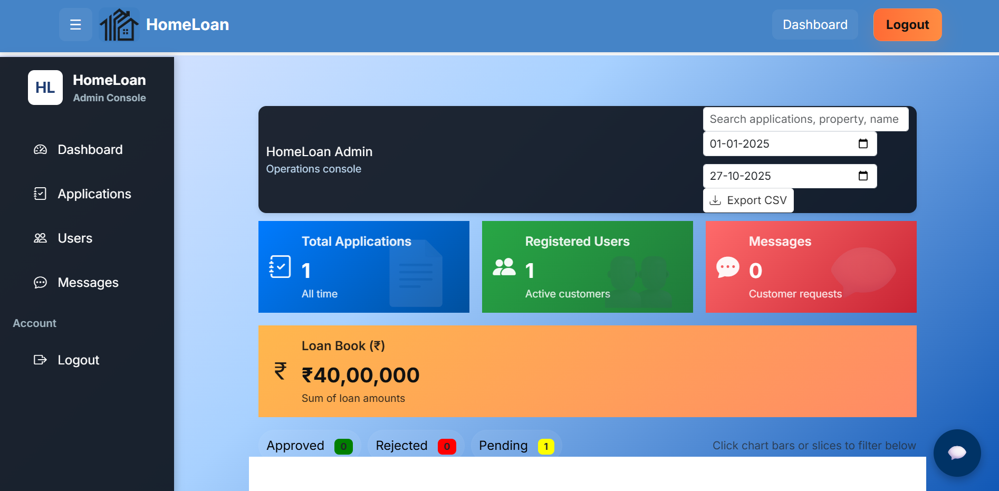 HomeLoan
Dashboard
Logout
HL
HomeLoan
Admin Console
Dashboard
Applications
Users
Messages
Account
Logout
HomeLoan Admin
Operations console
Search applications, property, name
01-01-2025
27-10-2025
Export CSV
Total Applications
1
All time
Registered Users
1
Active customers
Messages
0
Customer requests
Loan Book (₹)
₹
₹40,00,000
Sum of loan amounts
Approved 0
Rejected 0
Pending 1
Click chart bars or slices to filter below